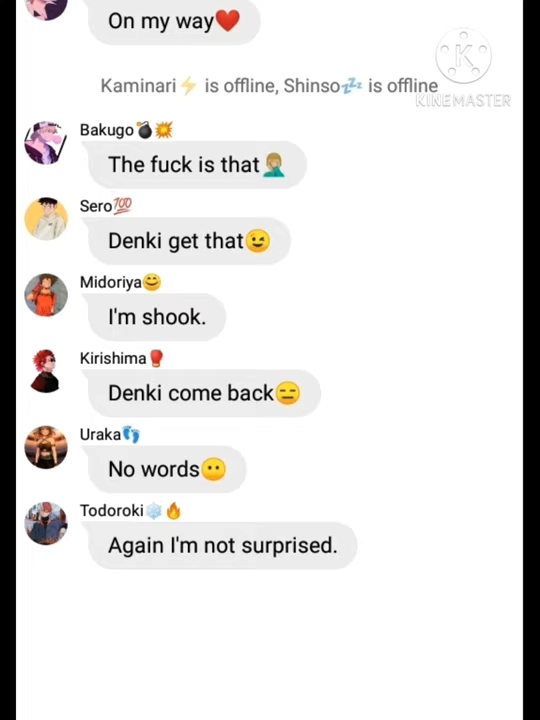 On my way❤️
Kaminari⚡ is offline, Shinso💤 is offline
K
KINEMASTER
Bakugo💣💥
The fuck is that🤦🏼
Sero💯
Denki get that😉
Midoriya😊
I'm shook.
Kirishima🥊
Denki come back😑
Uraka👣
No words😶
Todoroki❄️🔥
Again I'm not surprised.